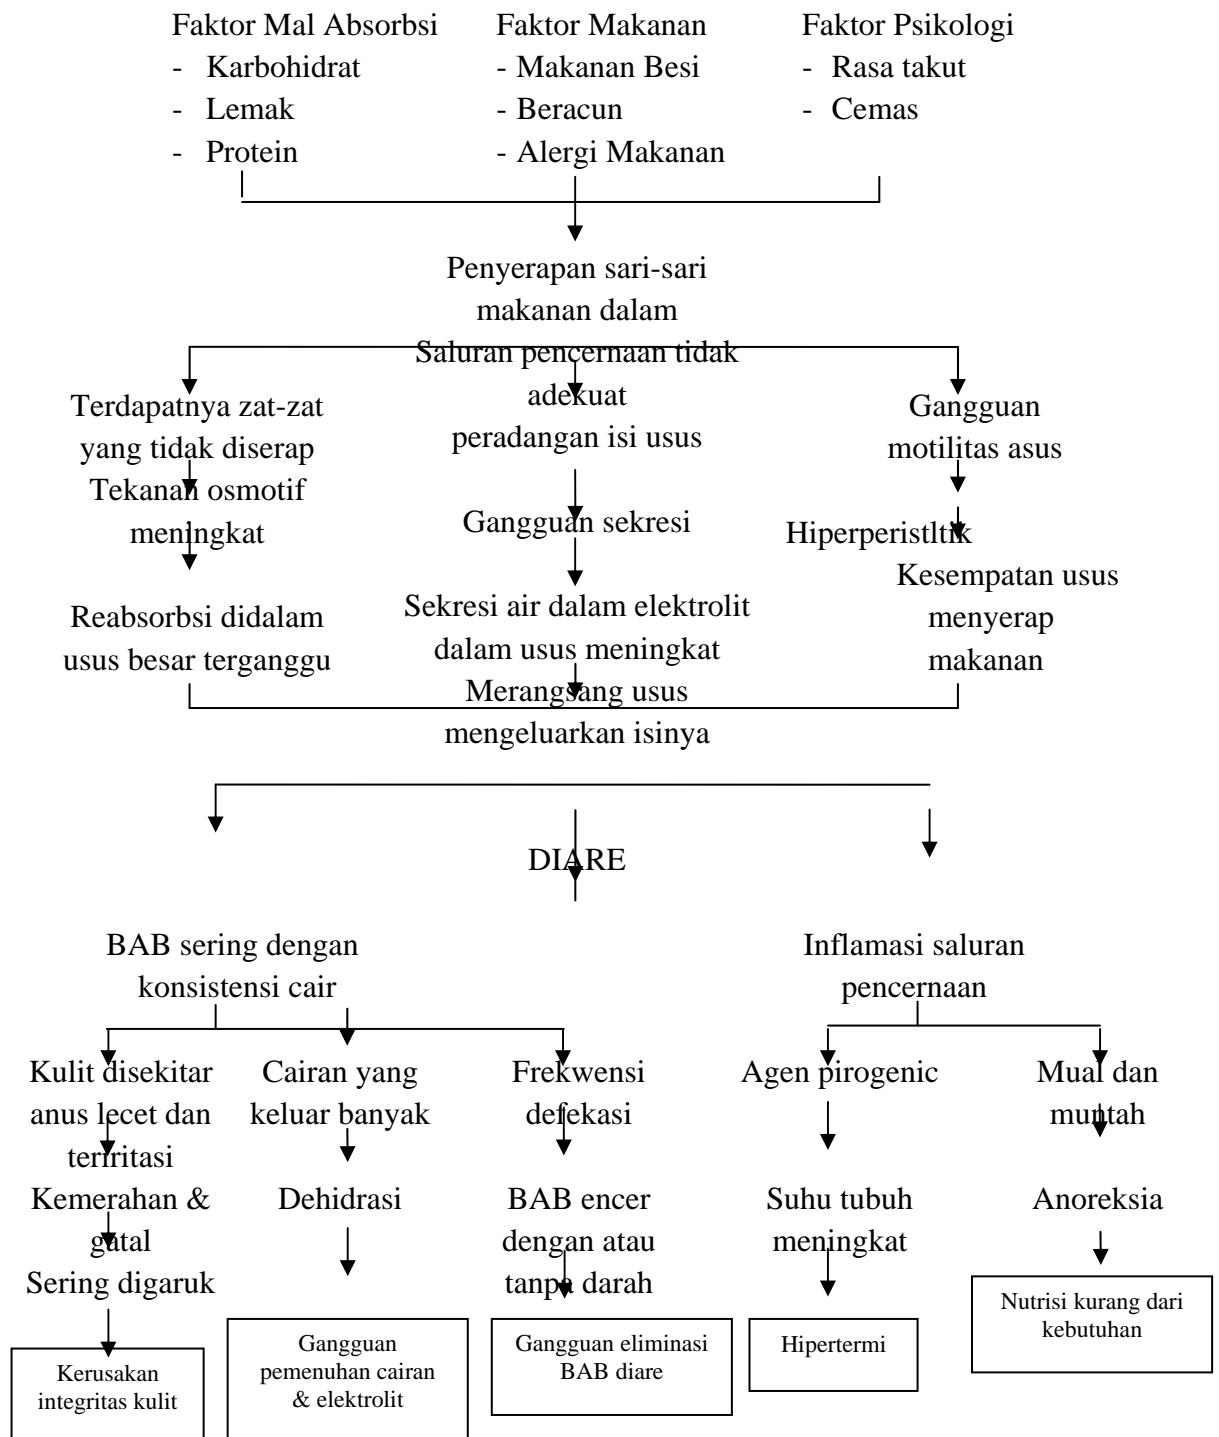 Faktor Mal Absorbsi
- Karbohidrat
- Lemak
- Protein
Faktor Makanan
- Makanan Besi
- Beracun
- Alergi Makanan
Faktor Psikologi
- Rasa takut
- Cemas
Penyerapan sari-sari
makanan dalam
Saluran pencernaan tidak
adekuat
Terdapatnya zat-zat
yang tidak diserap
Tekanan osmotif
meningkat
Reabsorbsi didalam
usus besar terganggu
peradangan isi usus
Gangguan sekresi
Sekresi air dalam elektrolit
dalam usus meningkat
Merangsang usus
mengeluarkan isinya
Gangguan
motilitas asus
Hiperperistltik
Kesempatan usus
menyerap
makanan
DIARE
BAB sering dengan
konsistensi cair
Inflamasi saluran
pencernaan
Kulit disekitar
anus lecet dan
teriritasi
Kemerahan &
gatal
Sering digaruk
Kerusakan
integritas kulit
Cairan yang
keluar banyak
Dehidrasi
Gangguan
pemenuhan cairan
& elektrolit
Frekwensi
defekasi
BAB encer
dengan atau
tanpa darah
Gangguan eliminasi
BAB diare
Agen pirogenic
Suhu tubuh
meningkat
Hipertermi
Mual dan
muntah
Anoreksia
Nutrisi kurang dari
kebutuhan